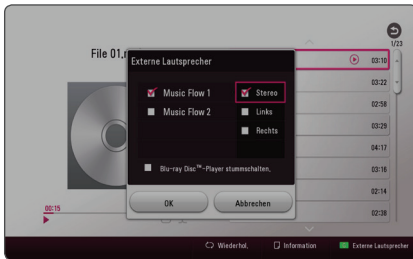 1/23
File 01.
03:10
03:22
02:58
03:29
04:17
03:16
02:14
02:38
Externe Lautsprecher
Music Flow 1
Music Flow 2
Stereo
Links
Rechts
Blu-ray Disc™-Player stummschalten.
OK
Abbrechen
00:15
Wiederhol.
Information
Externe Lautsprecher